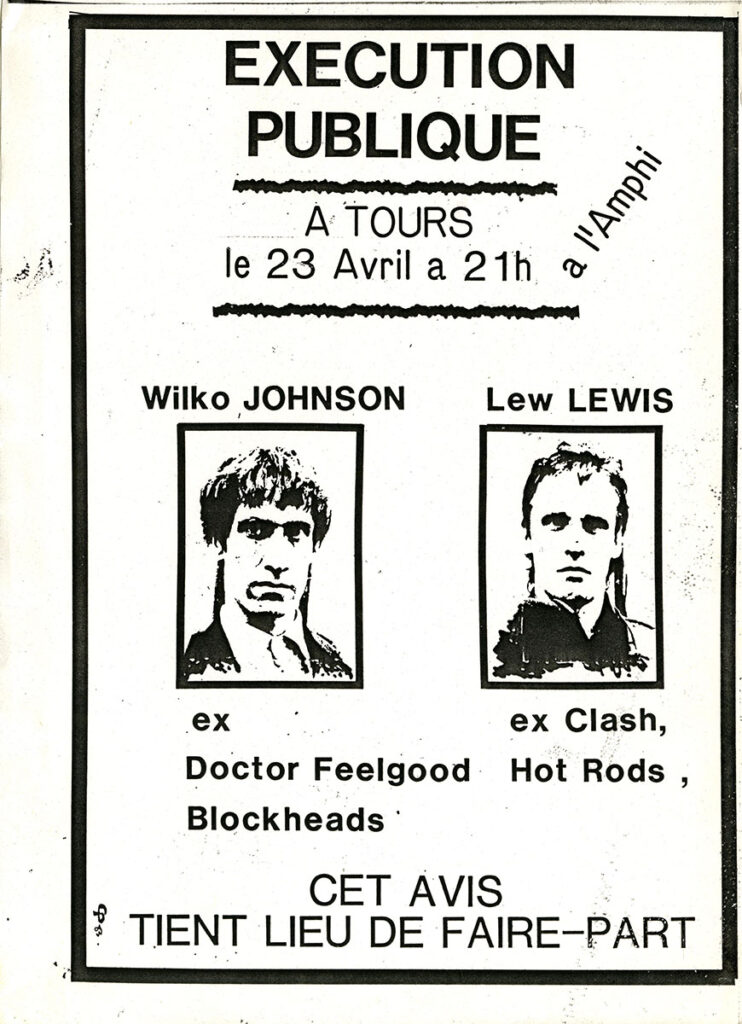 EXECUTION
PUBLIQUE
A TOURS
le 23 Avril a 21h
a l'Amphi
Wilko JOHNSON
Lew LEWIS
ex
Doctor Feelgood
Blockheads
ex Clash,
Hot Rods ,
CET AVIS
TIENT LIEU DE FAIRE-PART